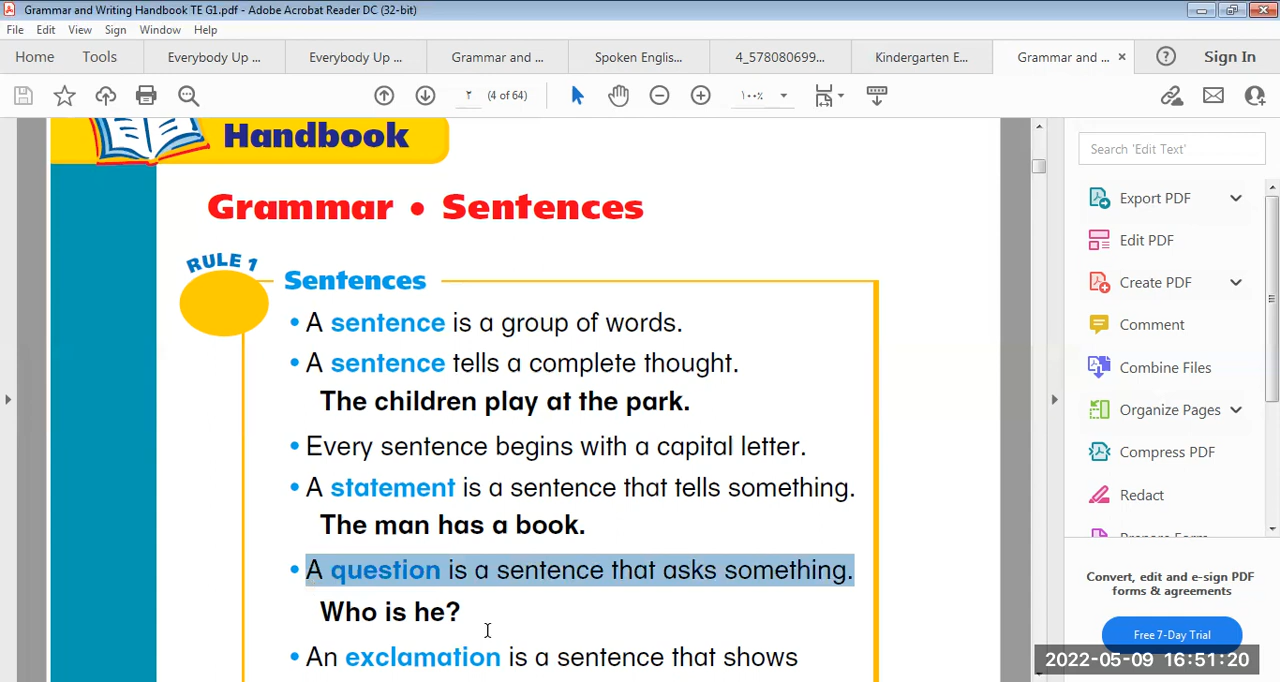 Grammar and Writing Handbook TE G1.pdf - Adobe Acrobat Reader DC (32-bit)
File Edit View Sign Window Help
Home Tools Everybody Up ... Everybody Up ... Grammar and ... Spoken Englis... 4_578080699... Kindergarten E... Grammar and ... × Sign In
٢ (4 of 64) ١٠٠%
Handbook
Grammar • Sentences
RULE 1
Sentences
• A sentence is a group of words.
• A sentence tells a complete thought.
The children play at the park.
• Every sentence begins with a capital letter.
• A statement is a sentence that tells something.
The man has a book.
• A question is a sentence that asks something.
Who is he?
• An exclamation is a sentence that shows
Search 'Edit Text'
Export PDF
Edit PDF
Create PDF
Comment
Combine Files
Organize Pages
Compress PDF
Redact
Prepare Form
Convert, edit and e-sign PDF
forms & agreements
Free 7-Day Trial
2022-05-09 16:51:20